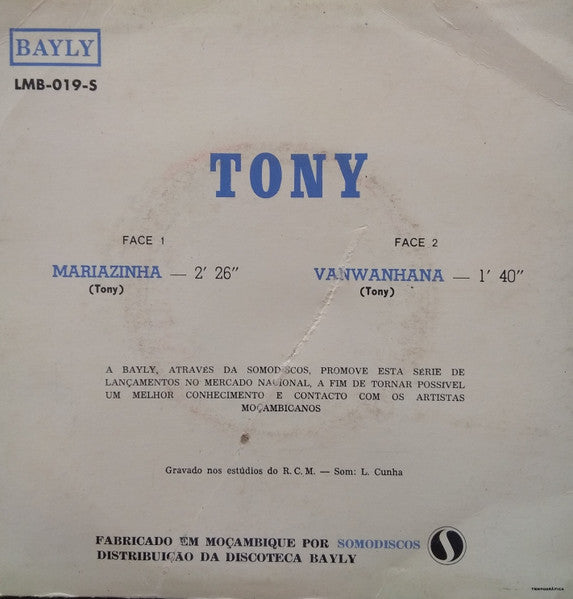 BAYLY
LMB-019-S
TONY
FACE 1
MARIAZINHA — 2' 26"
(Tony)
FACE 2
VANWANHANA — 1' 40"
(Tony)
A BAYLY, ATRAVÉS DA SOMODISCOS, PROMOVE ESTA SÉRIE DE
LANÇAMENTOS NO MERCADO NACIONAL, A FIM DE TORNAR POSSIVEL
UM MELHOR CONHECIMENTO E CONTACTO COM OS ARTISTAS
MOÇAMBICANOS
Gravado nos estúdios do R. C. M. — Som: L. Cunha
FABRICADO EM MOÇAMBIQUE POR SOMODISCOS
DISTRIBUIÇÃO DA DISCOTECA BAYLY